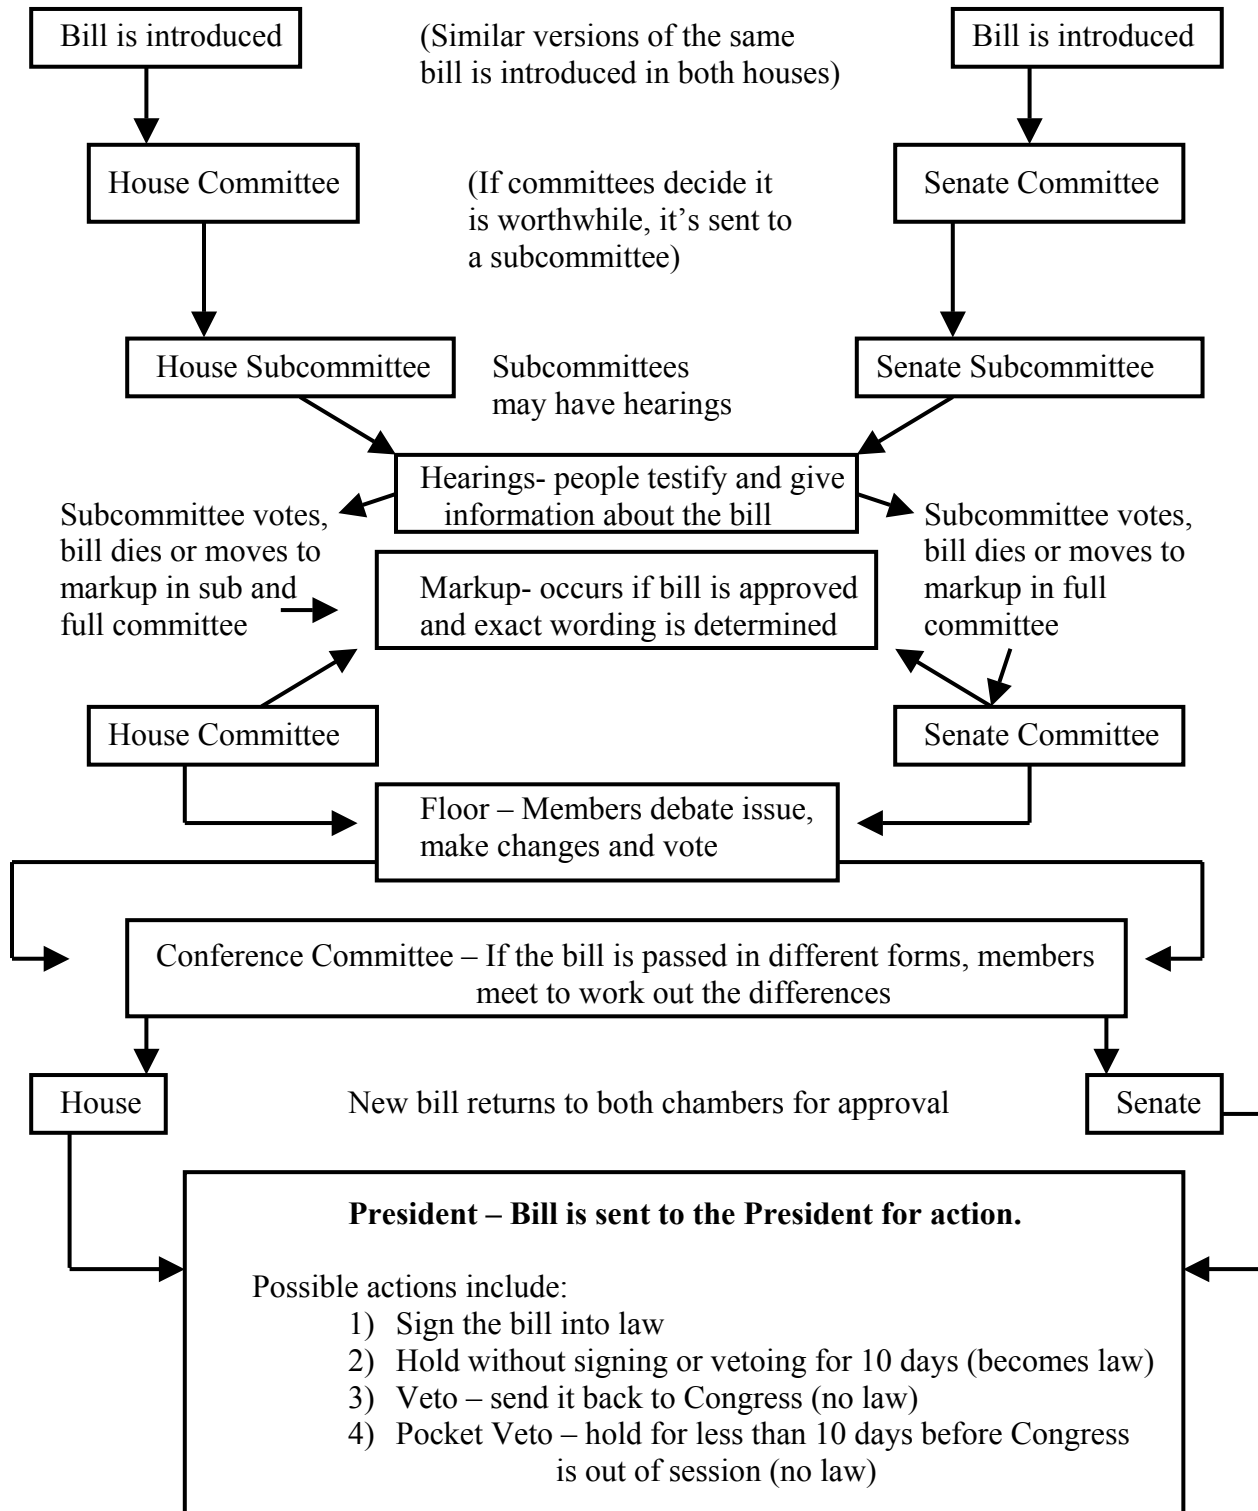 Bill is introduced
(Similar versions of the same
bill is introduced in both houses)
Bill is introduced
House Committee
(If committees decide it
is worthwhile, it’s sent to
a subcommittee)
Senate Committee
House Subcommittee
Subcommittees
may have hearings
Senate Subcommittee
Hearings- people testify and give
information about the bill
Subcommittee votes,
bill dies or moves to
markup in sub and
full committee
Subcommittee votes,
bill dies or moves to
markup in full
committee
Markup- occurs if bill is approved
and exact wording is determined
House Committee
Senate Committee
Floor – Members debate issue,
make changes and vote
Conference Committee – If the bill is passed in different forms, members
meet to work out the differences
House
New bill returns to both chambers for approval
Senate
President – Bill is sent to the President for action.
Possible actions include:
1) Sign the bill into law
2) Hold without signing or vetoing for 10 days (becomes law)
3) Veto – send it back to Congress (no law)
4) Pocket Veto – hold for less than 10 days before Congress
is out of session (no law)